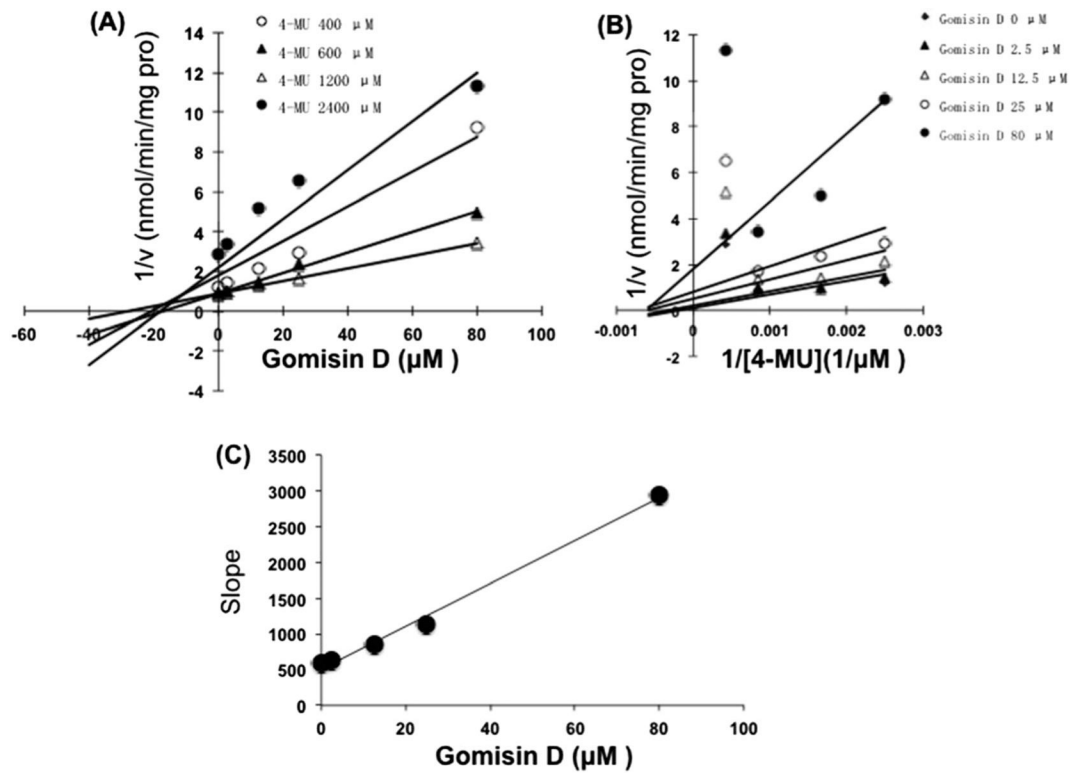 (A)
4-MU 400 μM
4-MU 600 μM
4-MU 1200 μM
4-MU 2400 μM
14
12
10
8
6
4
2
0
-2
-4
-60
-40
-20
0
20
40
60
80
100
1/v (nmol/min/mg pro)
Gomisin D (μM )
(B)
Gomisin D 0 μM
Gomisin D 2.5 μM
Gomisin D 12.5 μM
Gomisin D 25 μM
Gomisin D 80 μM
12
10
8
6
4
2
0
-2
-0.001
0
0.001
0.002
0.003
1/v (nmol/min/mg pro)
1/[4-MU](1/μM )
(C)
3500
3000
2500
2000
1500
1000
500
0
0
20
40
60
80
100
Slope
Gomisin D (μM )